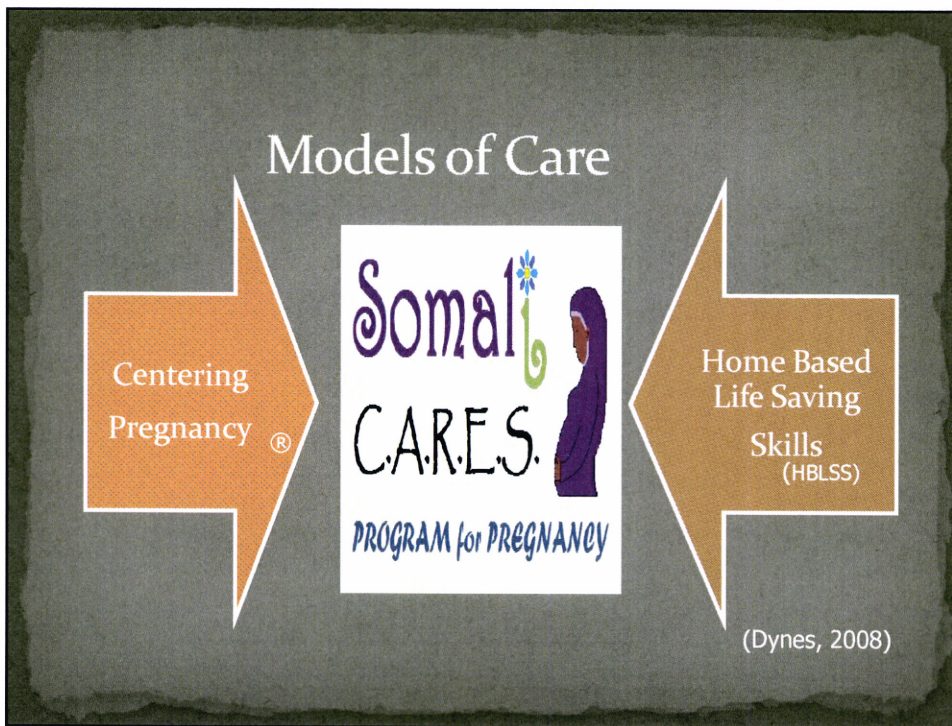 Models of Care
Centering
Pregnancy ®
Somali
C.A.R.E.S.
PROGRAM for PREGNANCY
Home Based
Life Saving
Skills
(HBLSS)
(Dynes, 2008)